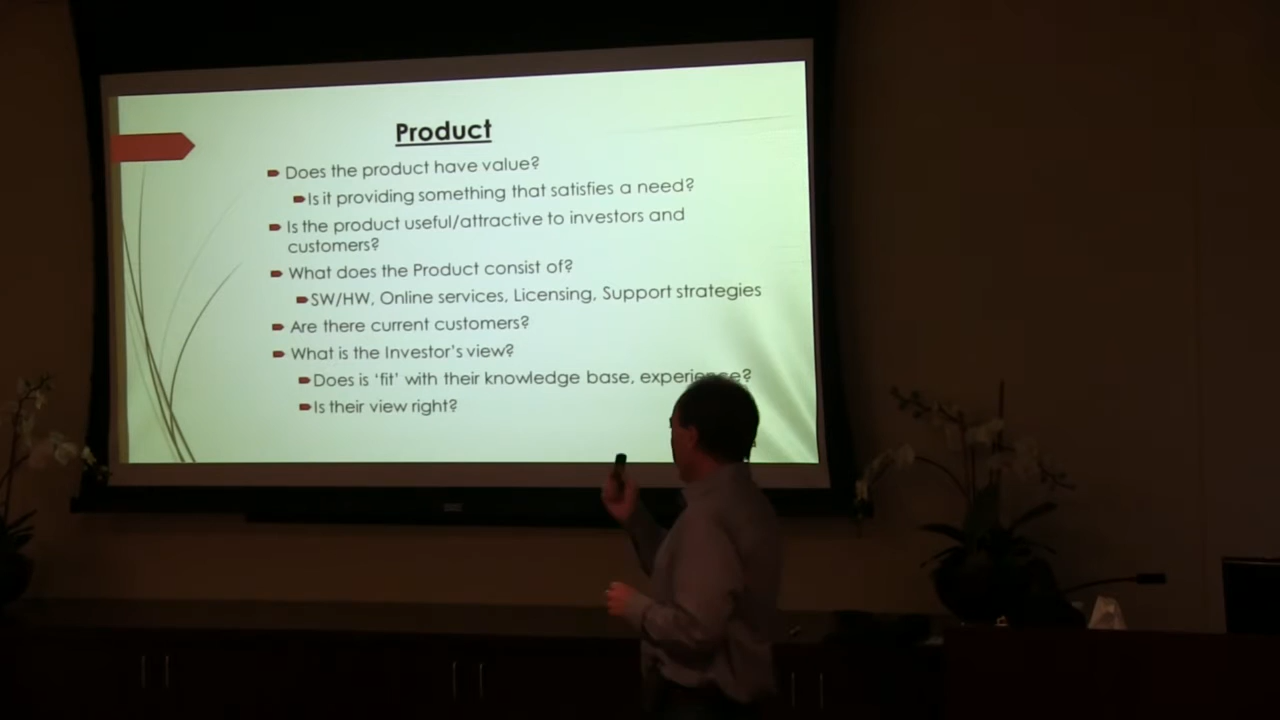 Product
Does the product have value?
Is it providing something that satisfies a need?
Is the product useful/attractive to investors and
customers?
What does the Product consist of?
SW/HW, Online services, Licensing, Support strategies
Are there current customers?
What is the Investor's view?
Does is 'fit' with their knowledge base, experience?
Is their view right?